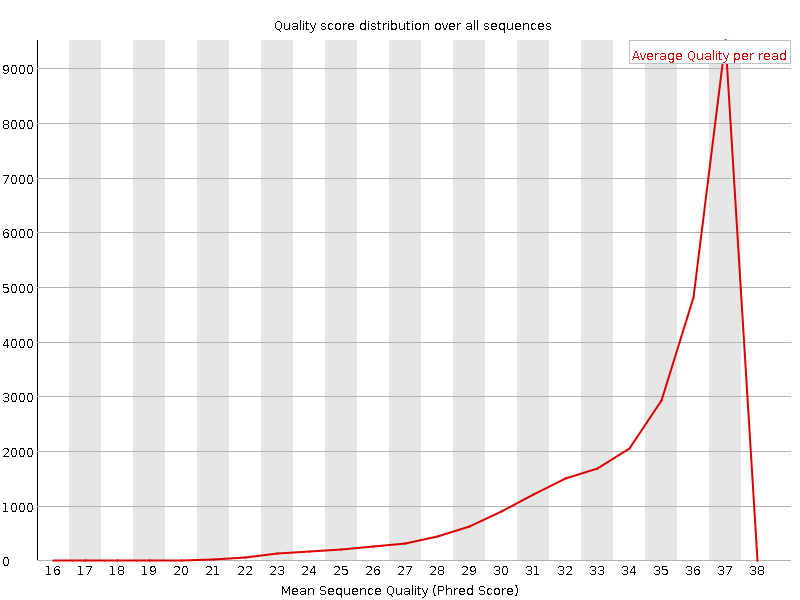 Quality score distribution over all sequences
Average Quality per read
9000
8000
7000
6000
5000
4000
3000
2000
1000
0
16 17 18 19 20 21 22 23 24 25 26 27 28 29 30 31 32 33 34 35 36 37 38
Mean Sequence Quality (Phred Score)